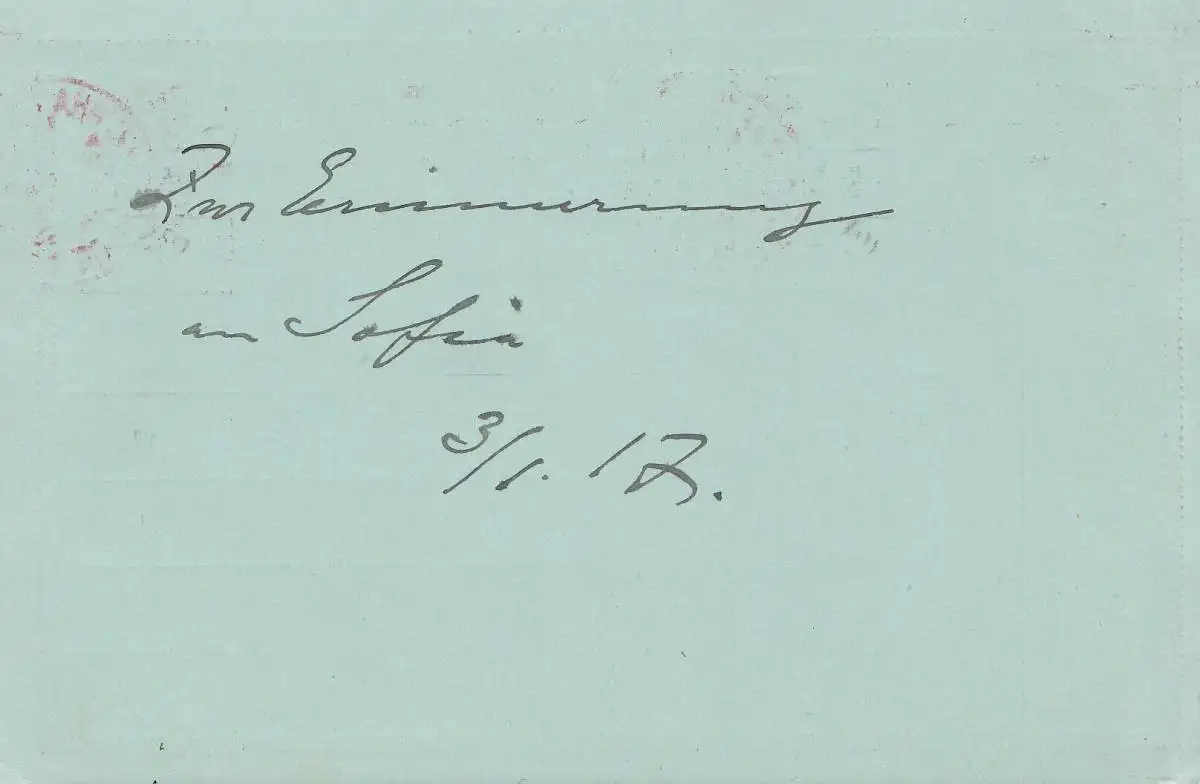 Zur Erinnerung
an Sofia
3/1. 17.